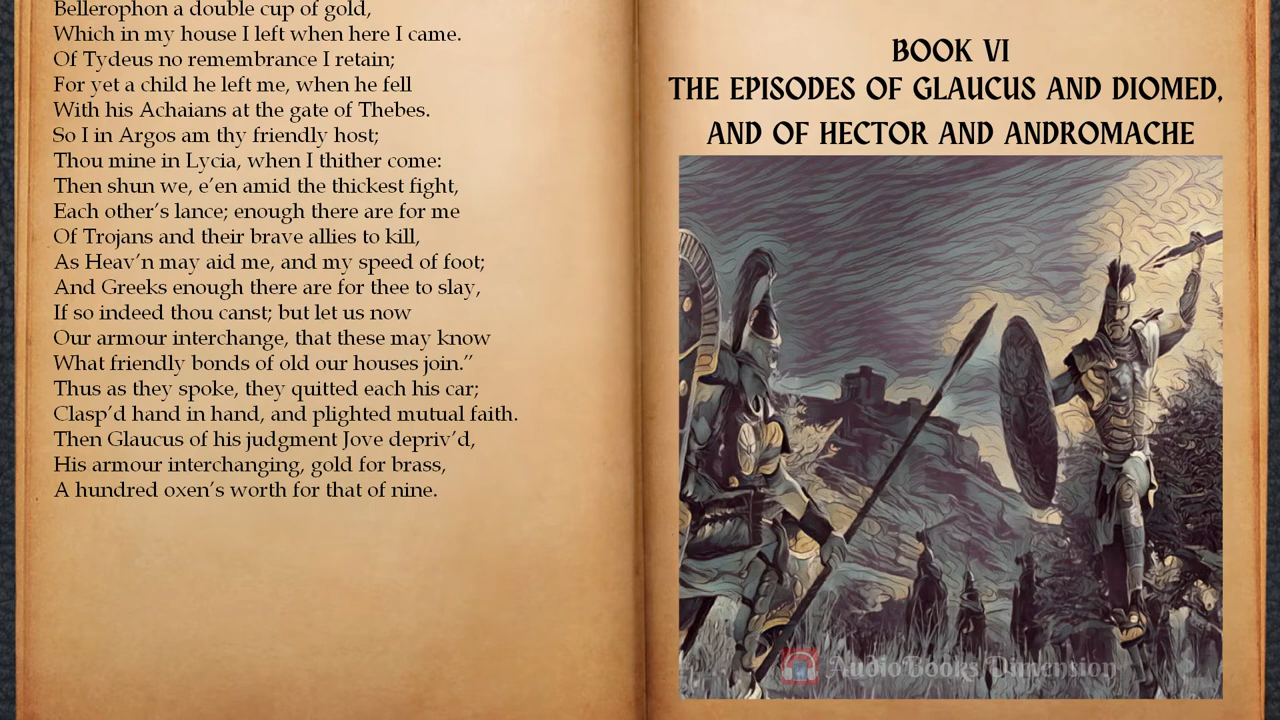 Bellerophon a double cup of gold,
Which in my house I left when here I came.
Of Tydeus no remembrance I retain;
For yet a child he left me, when he fell
With his Achaians at the gate of Thebes.
So I in Argos am thy friendly host;
Thou mine in Lycia, when I thither come:
Then shun we, e’en amid the thickest fight,
Each other’s lance; enough there are for me
Of Trojans and their brave allies to kill,
As Heav’n may aid me, and my speed of foot;
And Greeks enough there are for thee to slay,
If so indeed thou canst; but let us now
Our armour interchange, that these may know
What friendly bonds of old our houses join.”
Thus as they spoke, they quitted each his car;
Clasp’d hand in hand, and plighted mutual faith.
Then Glaucus of his judgment Jove depriv’d,
His armour interchanging, gold for brass,
A hundred oxen’s worth for that of nine.
BOOK VI
THE EPISODES OF GLAUCUS AND DIOMED,
AND OF HECTOR AND ANDROMACHE
AudioBooks Dimension